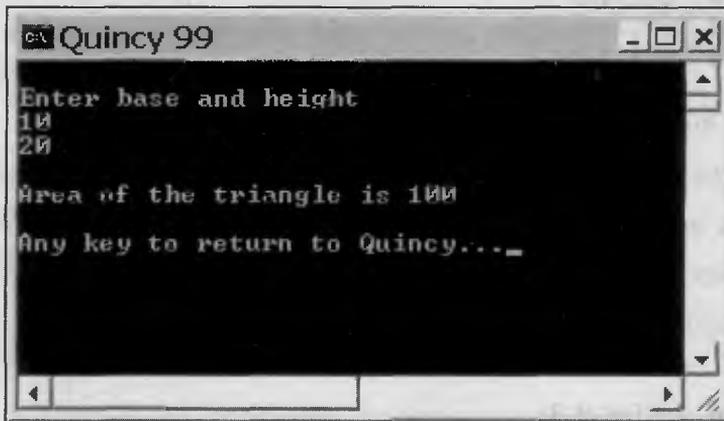 Quincy 99
Enter base and height
10
20
Area of the triangle is 100
Any key to return to Quincy..._